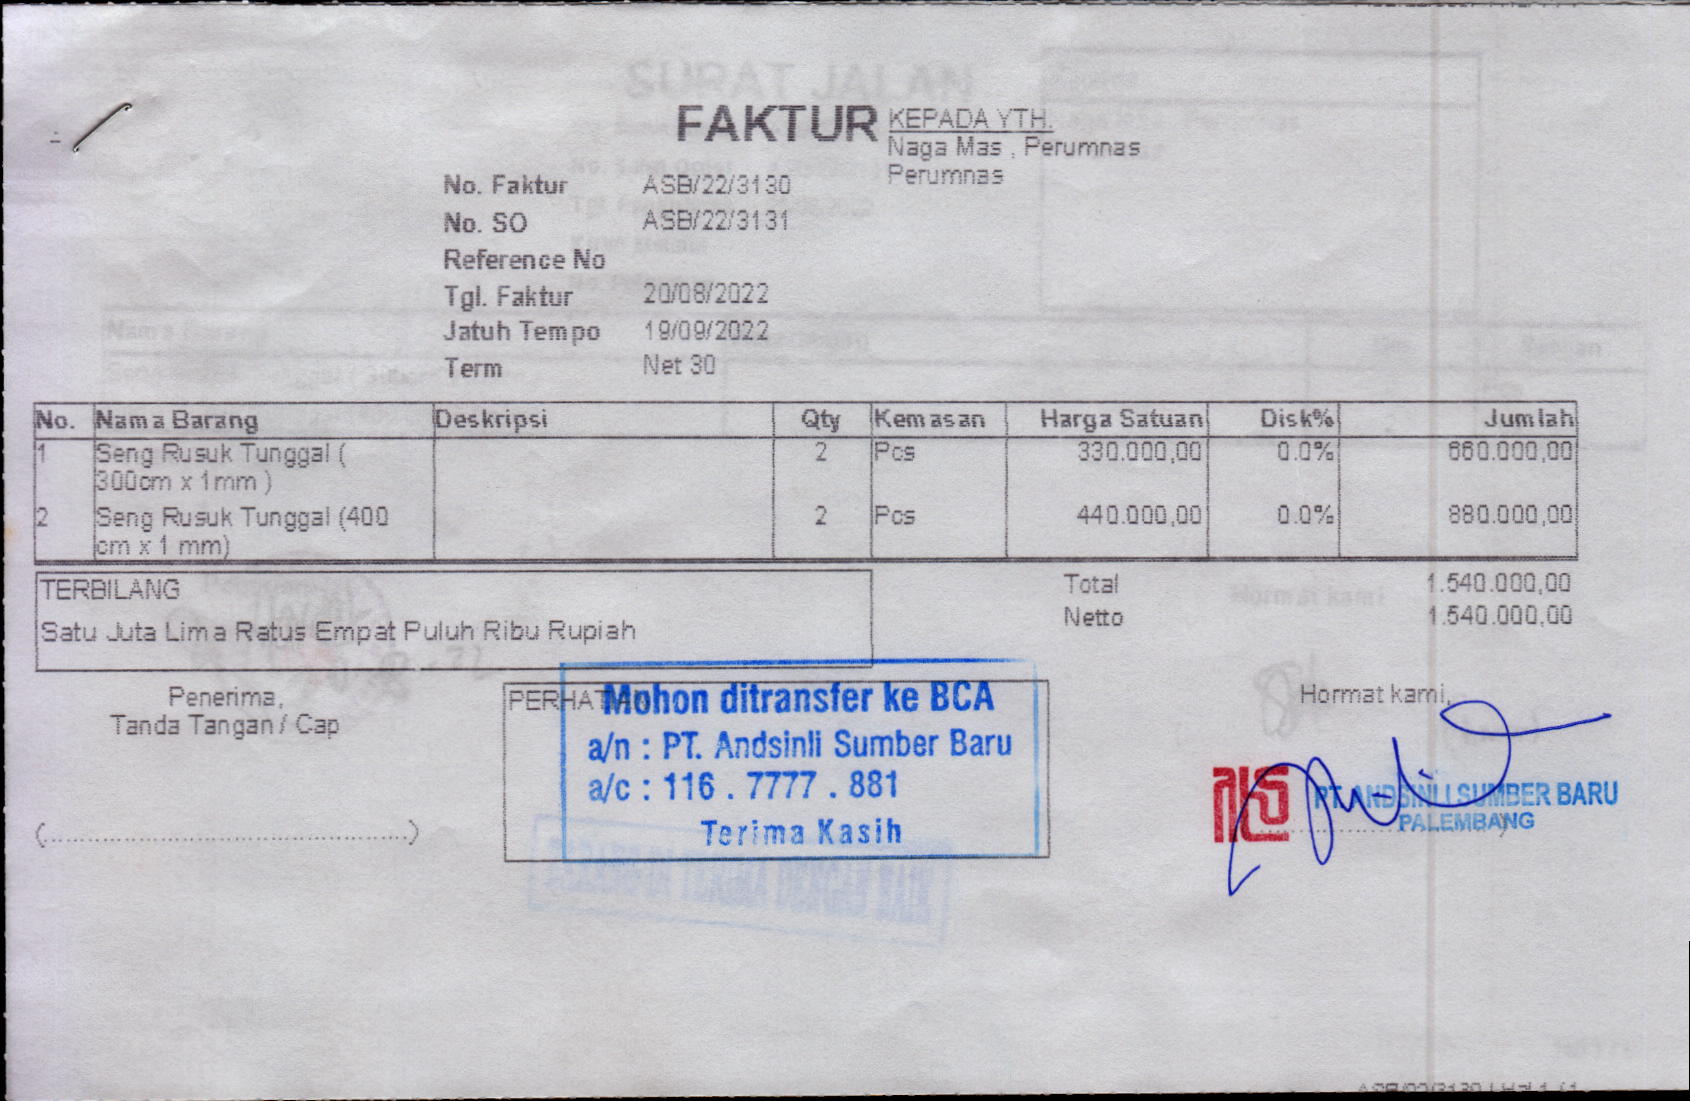 FAKTUR
KEPADA YTH.
Naga Mas , Perumnas
Perumnas
No. Faktur ASB/22/3130
No. SO ASB/22/3131
Reference No
Tgl. Faktur 20/08/2022
Jatuh Tempo 19/09/2022
Term Net 30
No. Nama Barang Deskripsi Qty Kemasan Harga Satuan Disk% Jumlah
1 Seng Rusuk Tunggal ( 2 Pcs 330.000,00 0.0% 660.000,00
300cm x 1mm )
2 Seng Rusuk Tunggal (400 2 Pcs 440.000,00 0.0% 880.000,00
cm x 1 mm)
TERBILANG
Satu Juta Lima Ratus Empat Puluh Ribu Rupiah
Total 1.540.000,00
Netto 1.540.000,00
Penerima,
Tanda Tangan / Cap
(.........................................)
PERHATIAN
Mohon ditransfer ke BCA
a/n : PT. Andsinli Sumber Baru
a/c : 116 . 7777 . 881
Terima Kasih
Hormat kami,
PT. ANDSINLI SUMBER BARU
PALEMBANG